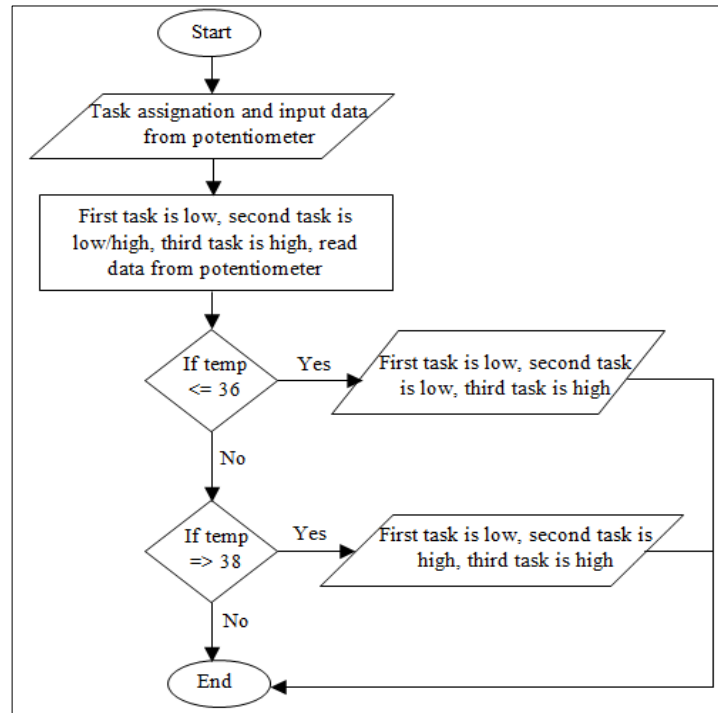 Start
Task assignation and input data
from potentiometer
First task is low, second task is
low/high, third task is high, read
data from potentiometer
If temp
<= 36
Yes
First task is low, second task
is low, third task is high
No
If temp
=> 38
Yes
First task is low, second task is
high, third task is high
No
End